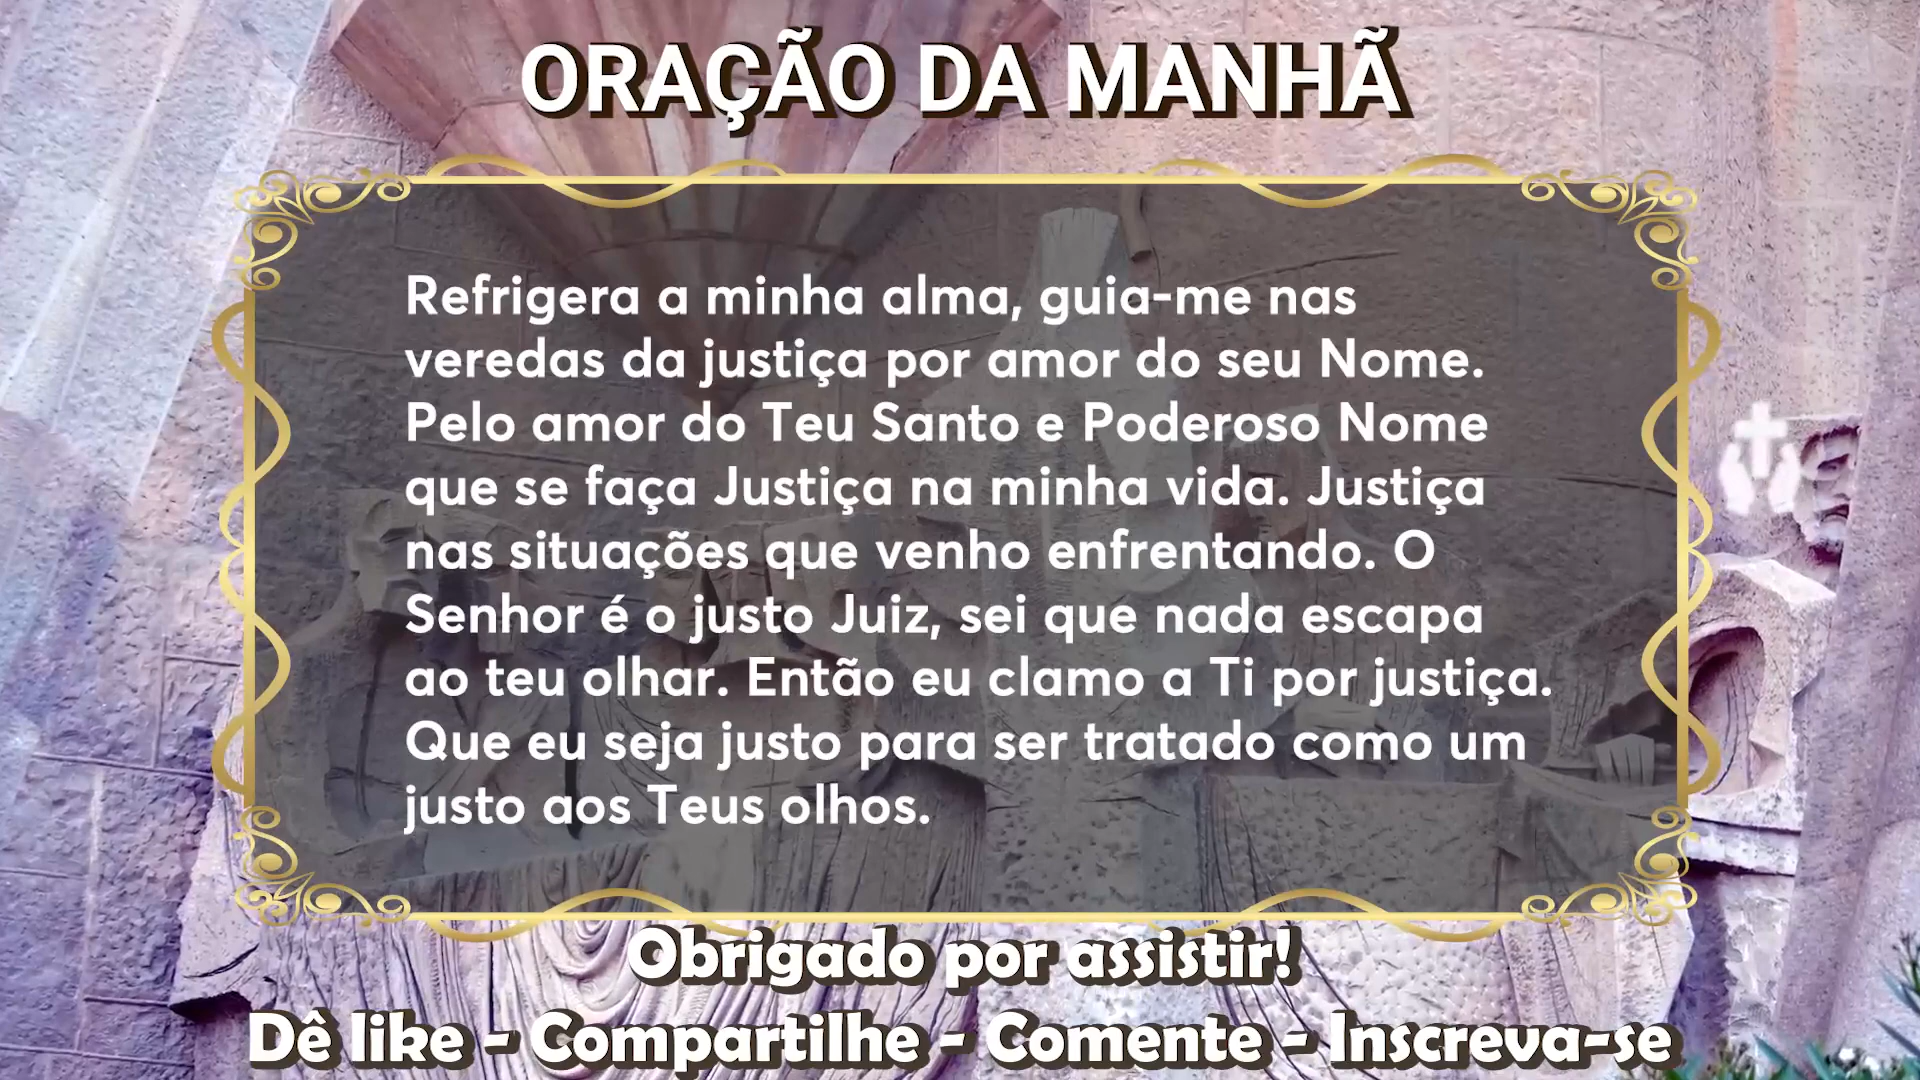 ORAÇÃO DA MANHÃ
Refrigera a minha alma, guia-me nas
veredas da justiça por amor do seu Nome.
Pelo amor do Teu Santo e Poderoso Nome
que se faça Justiça na minha vida. Justiça
nas situações que venho enfrentando. O
Senhor é o justo Juiz, sei que nada escapa
ao teu olhar. Então eu clamo a Ti por justiça.
Que eu seja justo para ser tratado como um
justo aos Teus olhos.
Obrigado por assistir!
Dê like - Compartilhe - Comente - Inscreva-se